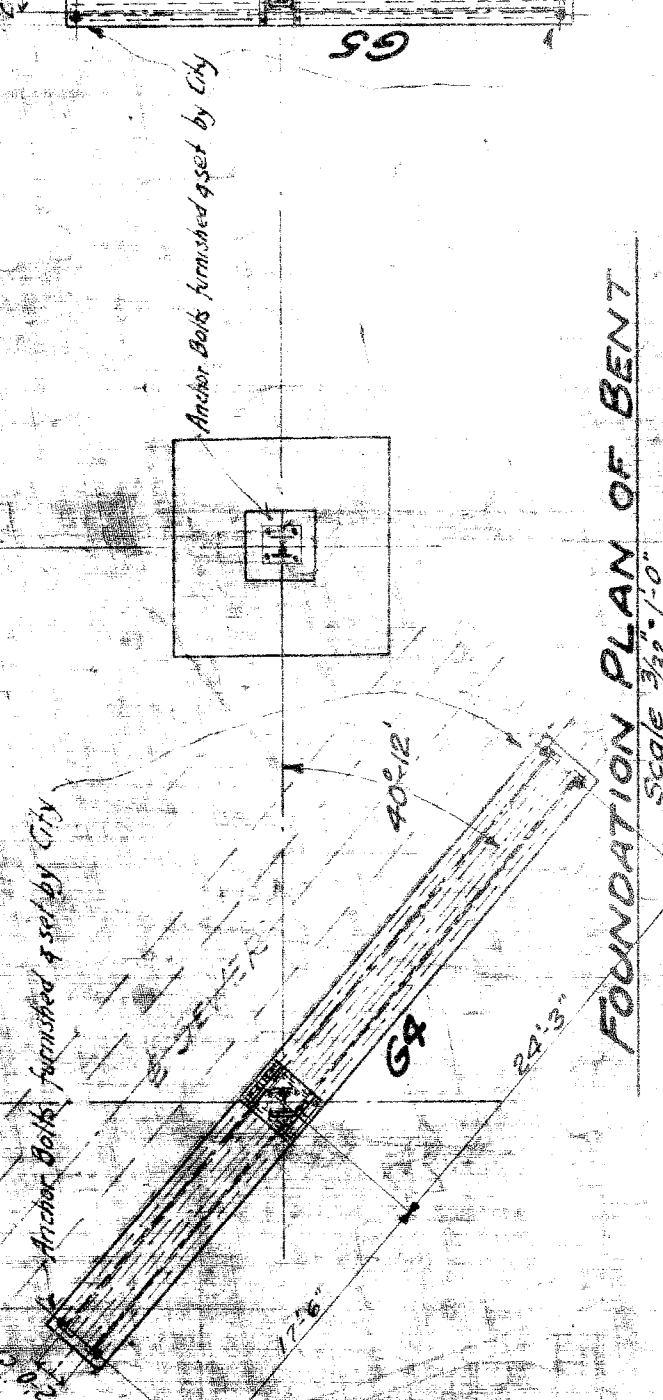 G5
Anchor Bolts furnished & set by City
Anchor Bolts furnished & set by City
40°-12'
SEWER
G4
24'-3"
17'-6"
FOUNDATION PLAN OF BENT
Scale 3/32" = 1'-0"